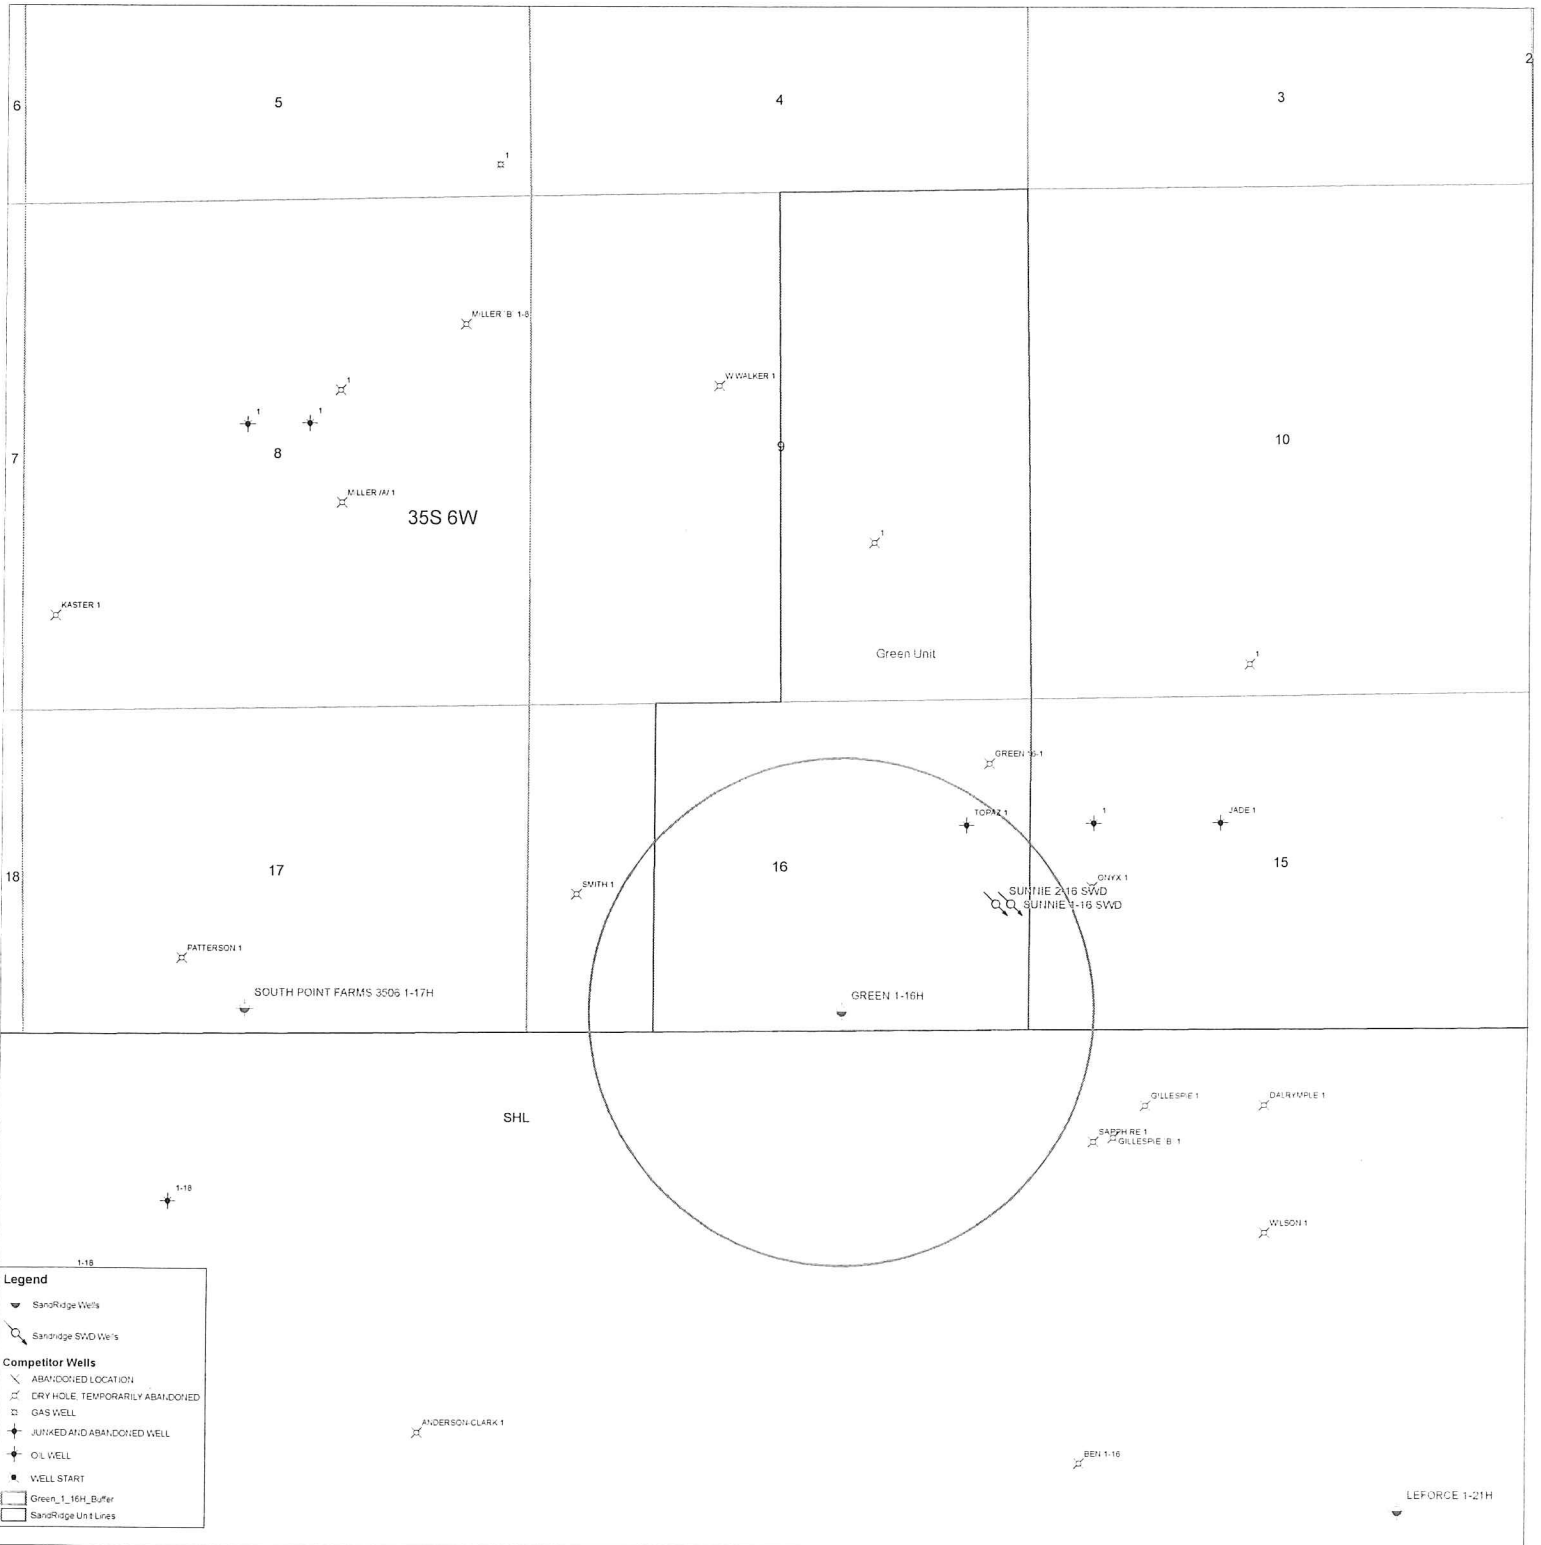 2
3
4
5
6
1
MILLER 'B' 1-8
W WALKER 1
1
1
1
10
9
8
7
MILLER /A/ 1
35S 6W
1
KASTER 1
Green Unit
1
GREEN 16-1
TOPAZ 1
1
JADE 1
15
16
17
18
ONYX 1
SMITH 1
SUNNIE 2-16 SWD
SUNNIE 1-16 SWD
PATTERSON 1
SOUTH POINT FARMS 3506 1-17H
GREEN 1-16H
GILLESPIE 1
DALRYMPLE 1
SHL
SAPPHIRE 1
GILLESPIE 'B' 1
1-18
WILSON 1
1-18
Legend
SandRidge Wells
Sandridge SWD Wells
Competitor Wells
ABANDONED LOCATION
DRY HOLE, TEMPORARILY ABANDONED
GAS WELL
JUNKED AND ABANDONED WELL
OIL WELL
WELL START
Green_1_16H_Buffer
SandRidge Unit Lines
ANDERSON-CLARK 1
BEN 1-16
LEFORCE 1-21H